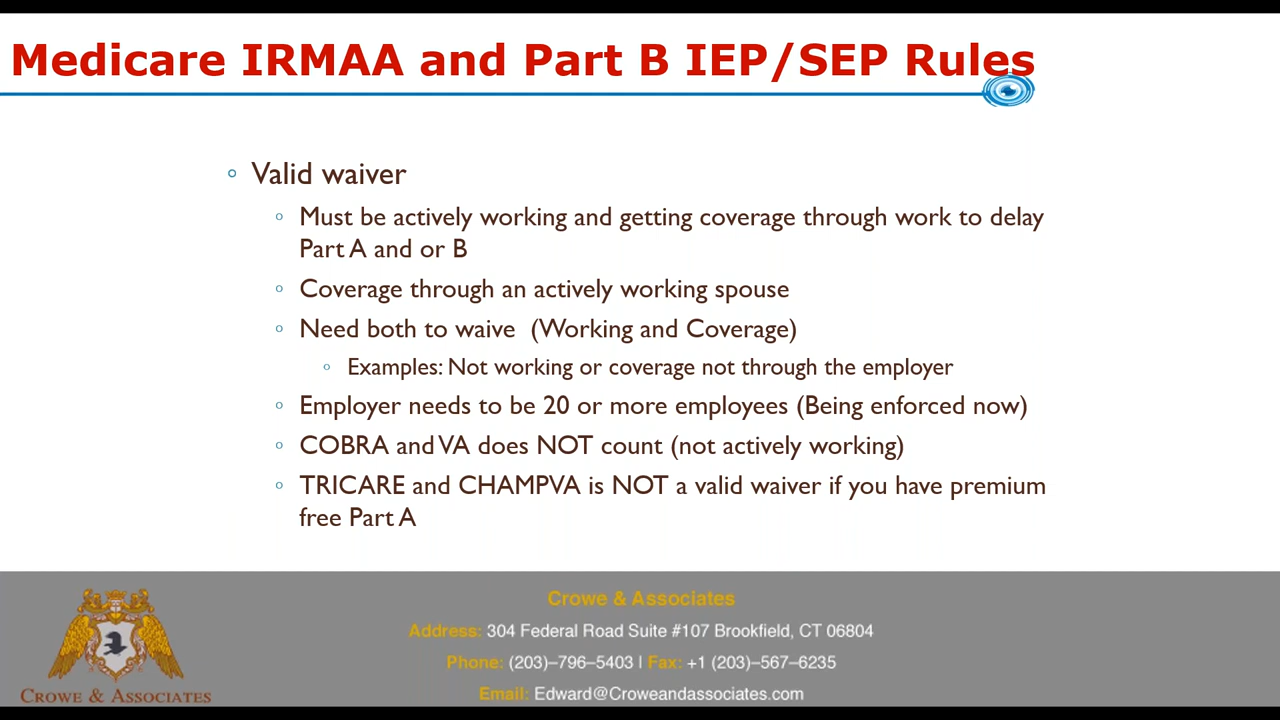 Medicare IRMAA and Part B IEP/SEP Rules
Valid waiver
Must be actively working and getting coverage through work to delay
Part A and or B
Coverage through an actively working spouse
Need both to waive (Working and Coverage)
Examples: Not working or coverage not through the employer
Employer needs to be 20 or more employees (Being enforced now)
COBRA and VA does NOT count (not actively working)
TRICARE and CHAMPVA is NOT a valid waiver if you have premium
free Part A
Crowe & Associates
Address: 304 Federal Road Suite #107 Brookfield, CT 06804
Phone: (203)–796–5403 | Fax: +1 (203)–567–6235
Email: Edward@Croweandassociates.com
CROWE & ASSOCIATES